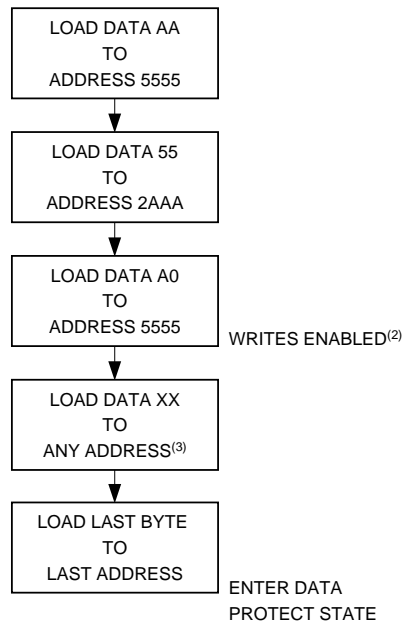 LOAD DATA AA
TO
ADDRESS 5555
LOAD DATA 55
TO
ADDRESS 2AAA
LOAD DATA A0
TO
ADDRESS 5555
WRITES ENABLED(2)
LOAD DATA XX
TO
ANY ADDRESS(3)
LOAD LAST BYTE
TO
LAST ADDRESS
ENTER DATA
PROTECT STATE